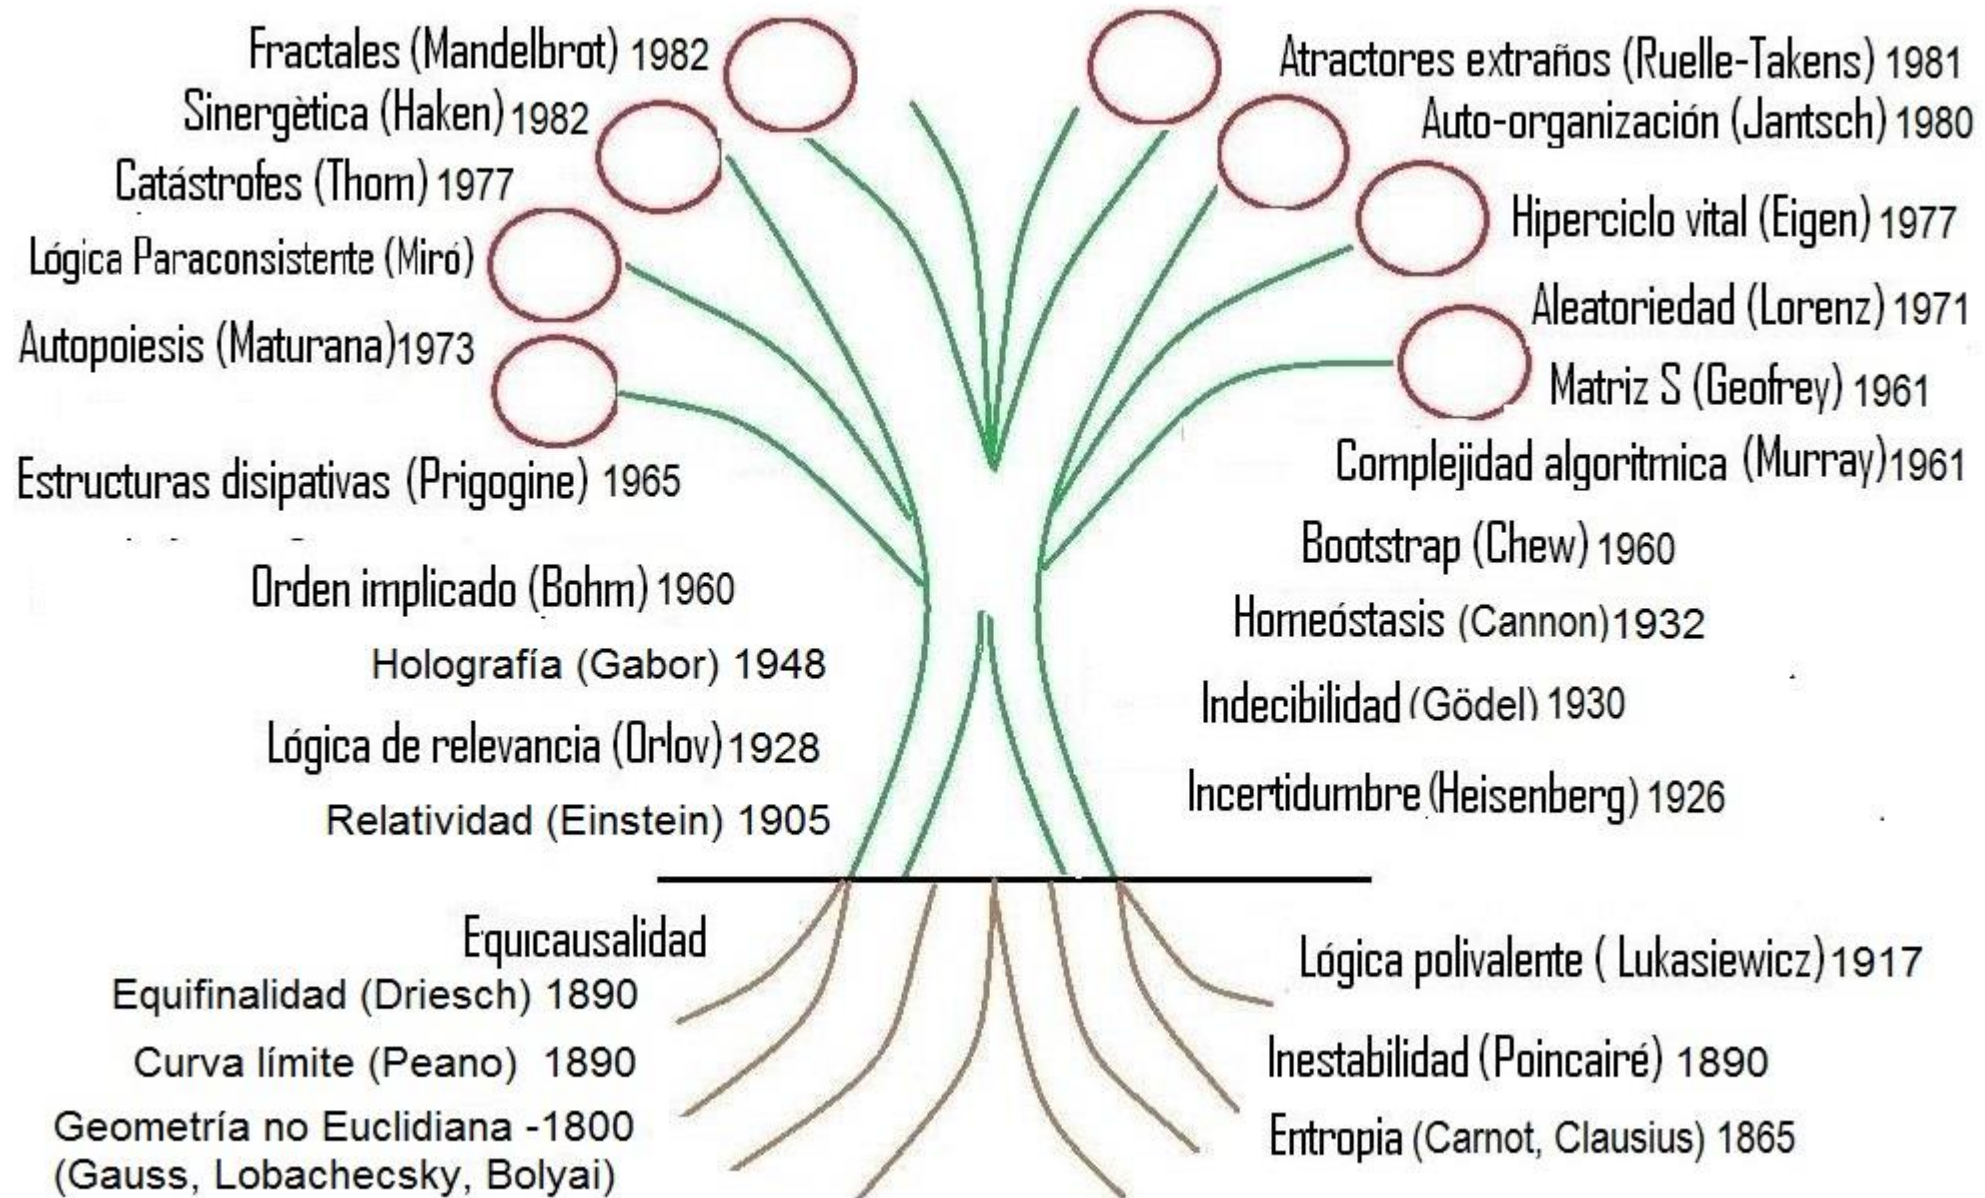 Fractales (Mandelbrot) 1982
Sinergètica (Haken) 1982
Catástrofes (Thom) 1977
Lógica Paraconsistente (Miró)
Autopoiesis (Maturana)1973
Estructuras disipativas (Prigogine) 1965
Orden implicado (Bohm) 1960
Holografía (Gabor) 1948
Lógica de relevancia (Orlov) 1928
Relatividad (Einstein) 1905
Atractores extraños (Ruelle-Takens) 1981
Auto-organización (Jantsch) 1980
Hiperciclo vital (Eigen) 1977
Aleatoriedad (Lorenz) 1971
Matriz S (Geofrey) 1961
Complejidad algoritmica (Murray) 1961
Bootstrap (Chew) 1960
Homeóstasis (Cannon) 1932
Indecibilidad (Gödel) 1930
Incertidumbre (Heisenberg) 1926
Equicausalidad
Equifinalidad (Driesch) 1890
Curva límite (Peano) 1890
Geometría no Euclidiana -1800
(Gauss, Lobachecsky, Bolyai)
Lógica polivalente ( Lukasiewicz) 1917
Inestabilidad (Poincairé) 1890
Entropia (Carnot, Clausius) 1865